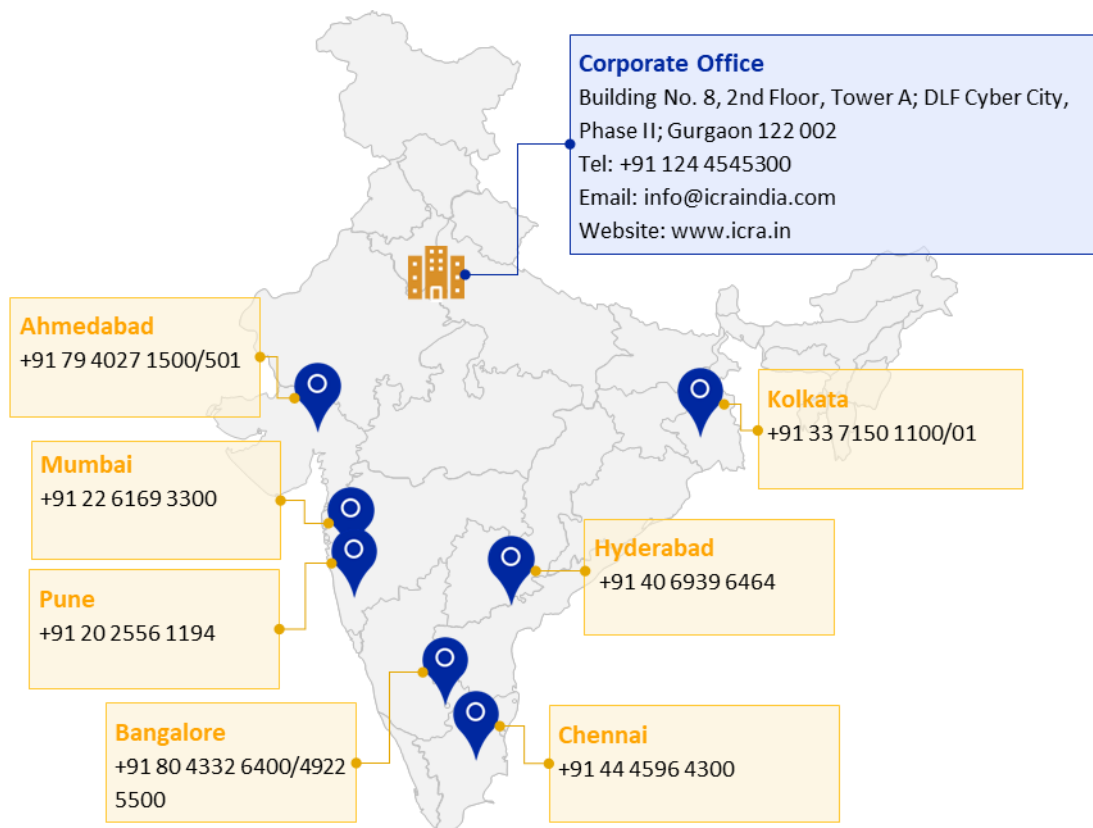 Corporate Office
Building No. 8, 2nd Floor, Tower A; DLF Cyber City,
Phase II; Gurgaon 122 002
Tel: +91 124 4545300
Email: info@icraindia.com
Website: www.icra.in
Ahmedabad
+91 79 4027 1500/501
Kolkata
+91 33 7150 1100/01
Mumbai
+91 22 6169 3300
Hyderabad
+91 40 6939 6464
Pune
+91 20 2556 1194
Bangalore
+91 80 4332 6400/4922
5500
Chennai
+91 44 4596 4300